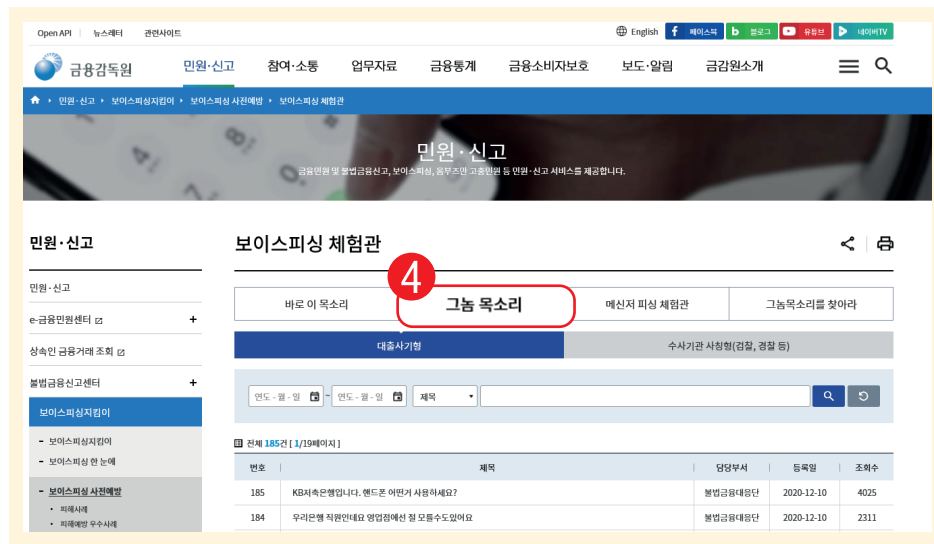 Open API 뉴스레터 관련사이트
English 페이스북 블로그 유튜브 네이버TV
금융감독원 민원·신고 참여·소통 업무자료 금융통계 금융소비자보호 보도·알림 금감원소개
민원·신고 보이스피싱지킴이 보이스피싱 사전예방 보이스피싱 체험관
민원·신고
금융민원 및 불법금융신고, 보이스피싱, 옴부즈만 고충민원 등 민원·신고 서비스를 제공합니다.
민원·신고
민원·신고
e-금융민원센터 +
상속인 금융거래 조회
불법금융신고센터 +
보이스피싱지킴이
- 보이스피싱지킴이
- 보이스피싱 한 눈에
- 보이스피싱 사전예방
• 피해사례
• 피해예방 우수사례
보이스피싱 체험관
4
바로 이 목소리 그놈 목소리 메신저 피싱 체험관 그놈목소리를 찾아라
대출사기형 수사기관 사칭형(검찰, 경찰 등)
연도 - 월 - 일 ~ 연도 - 월 - 일 제목
전체 185건 [ 1/19페이지 ]
번호 제목 담당부서 등록일 조회수
185 KB저축은행입니다. 핸드폰 어떤거 사용하세요? 불법금융대응단 2020-12-10 4025
184 우리은행 직원인데요 영업점에선 절 모를수도있어요 불법금융대응단 2020-12-10 2311